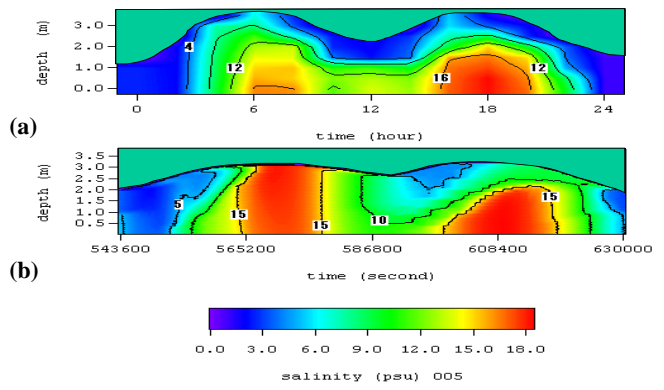 3.0
2.0
1.0
0.0
depth (m)
4
12
16
12
0 6 12 18 24
time (hour)
(a)
3.5
3.0
2.5
2.0
1.5
1.0
0.5
depth (m)
5
15
15
10
15
543600 565200 586800 608400 630000
time (second)
(b)
0.0 3.0 6.0 9.0 12.0 15.0 18.0
salinity (psu) 005